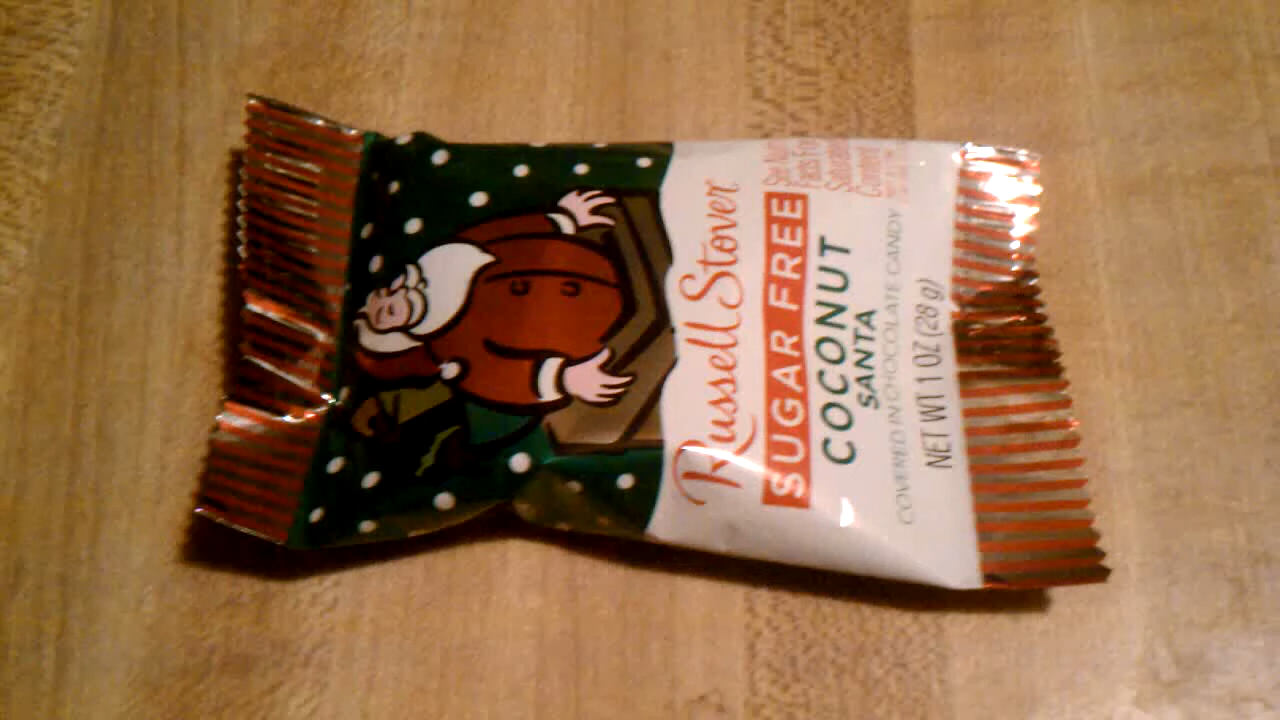 Russell Stover
SUGAR FREE
COCONUT
SANTA
COVERED IN CHOCOLATE CANDY
NET WT 1 OZ (28 g)